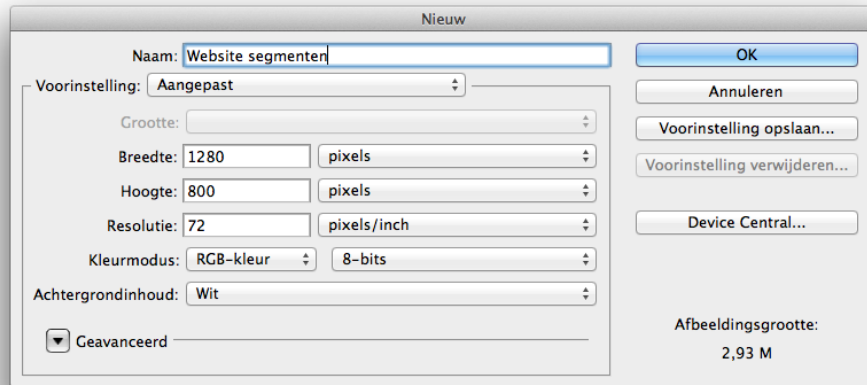 Nieuw
Naam: Website segmenten
OK
Voorinstelling: Aangepast
Annuleren
Grootte:
Voorinstelling opslaan...
Breedte: 1280 pixels
Voorinstelling verwijderen...
Hoogte: 800 pixels
Resolutie: 72 pixels/inch
Device Central...
Kleurmodus: RGB-kleur 8-bits
Achtergrondinhoud: Wit
Geavanceerd
Afbeeldingsgrootte:
2,93 M